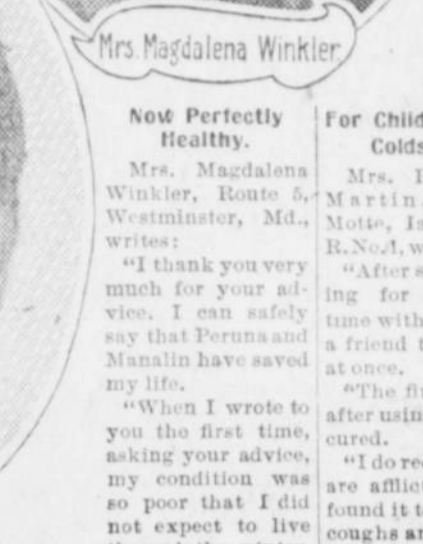 Mrs. Magdalena Winkler.
Now Perfectly
Healthy.
Mrs. Magdalena
Winkler, Route 5,
Westminster, Md.,
writes:
"I thank you very
much for your ad-
vice. I can safely
say that Peruna and
Manalin have saved
my life.
"When I wrote to
you the first time,
asking your advice,
my condition was
so poor that I did
not expect to live
For Child
Colds
Mrs.
Martin
Motte, Is
R. No. 1, w
"After s
ing for
time with
a friend t
at once.
"The fi
after usin
cured.
"I do rec
are afflic
found it t
coughs an